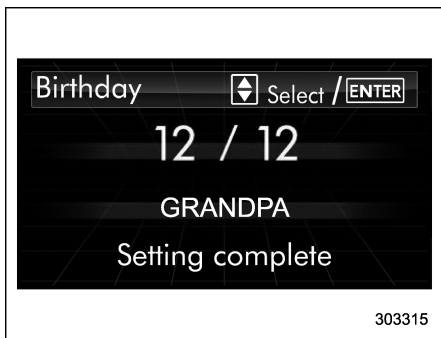 Birthday Select / ENTER
12 / 12
GRANDPA
Setting complete
303315